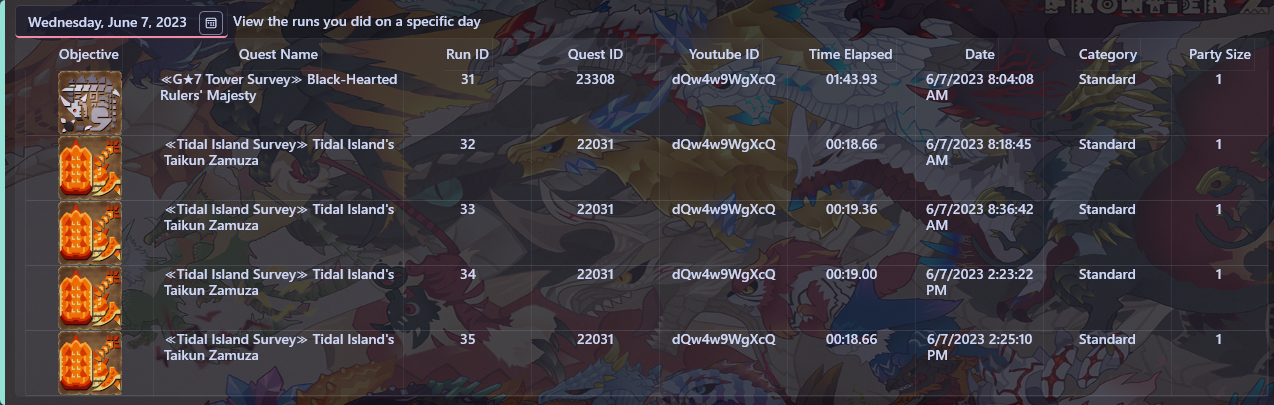 FRONTIER Z
Wednesday, June 7, 2023 View the runs you did on a specific day
Objective Quest Name Run ID Quest ID Youtube ID Time Elapsed Date Category Party Size
≪G★7 Tower Survey≫ Black-Hearted 31 23308 dQw4w9WgXcQ 01:43.93 6/7/2023 8:04:08 Standard 1
Rulers' Majesty AM
≪Tidal Island Survey≫ Tidal Island's 32 22031 dQw4w9WgXcQ 00:18.66 6/7/2023 8:18:45 Standard 1
Taikun Zamuza AM
≪Tidal Island Survey≫ Tidal Island's 33 22031 dQw4w9WgXcQ 00:19.36 6/7/2023 8:36:42 Standard 1
Taikun Zamuza AM
≪Tidal Island Survey≫ Tidal Island's 34 22031 dQw4w9WgXcQ 00:19.00 6/7/2023 2:23:22 Standard 1
Taikun Zamuza PM
≪Tidal Island Survey≫ Tidal Island's 35 22031 dQw4w9WgXcQ 00:18.66 6/7/2023 2:25:10 Standard 1
Taikun Zamuza PM